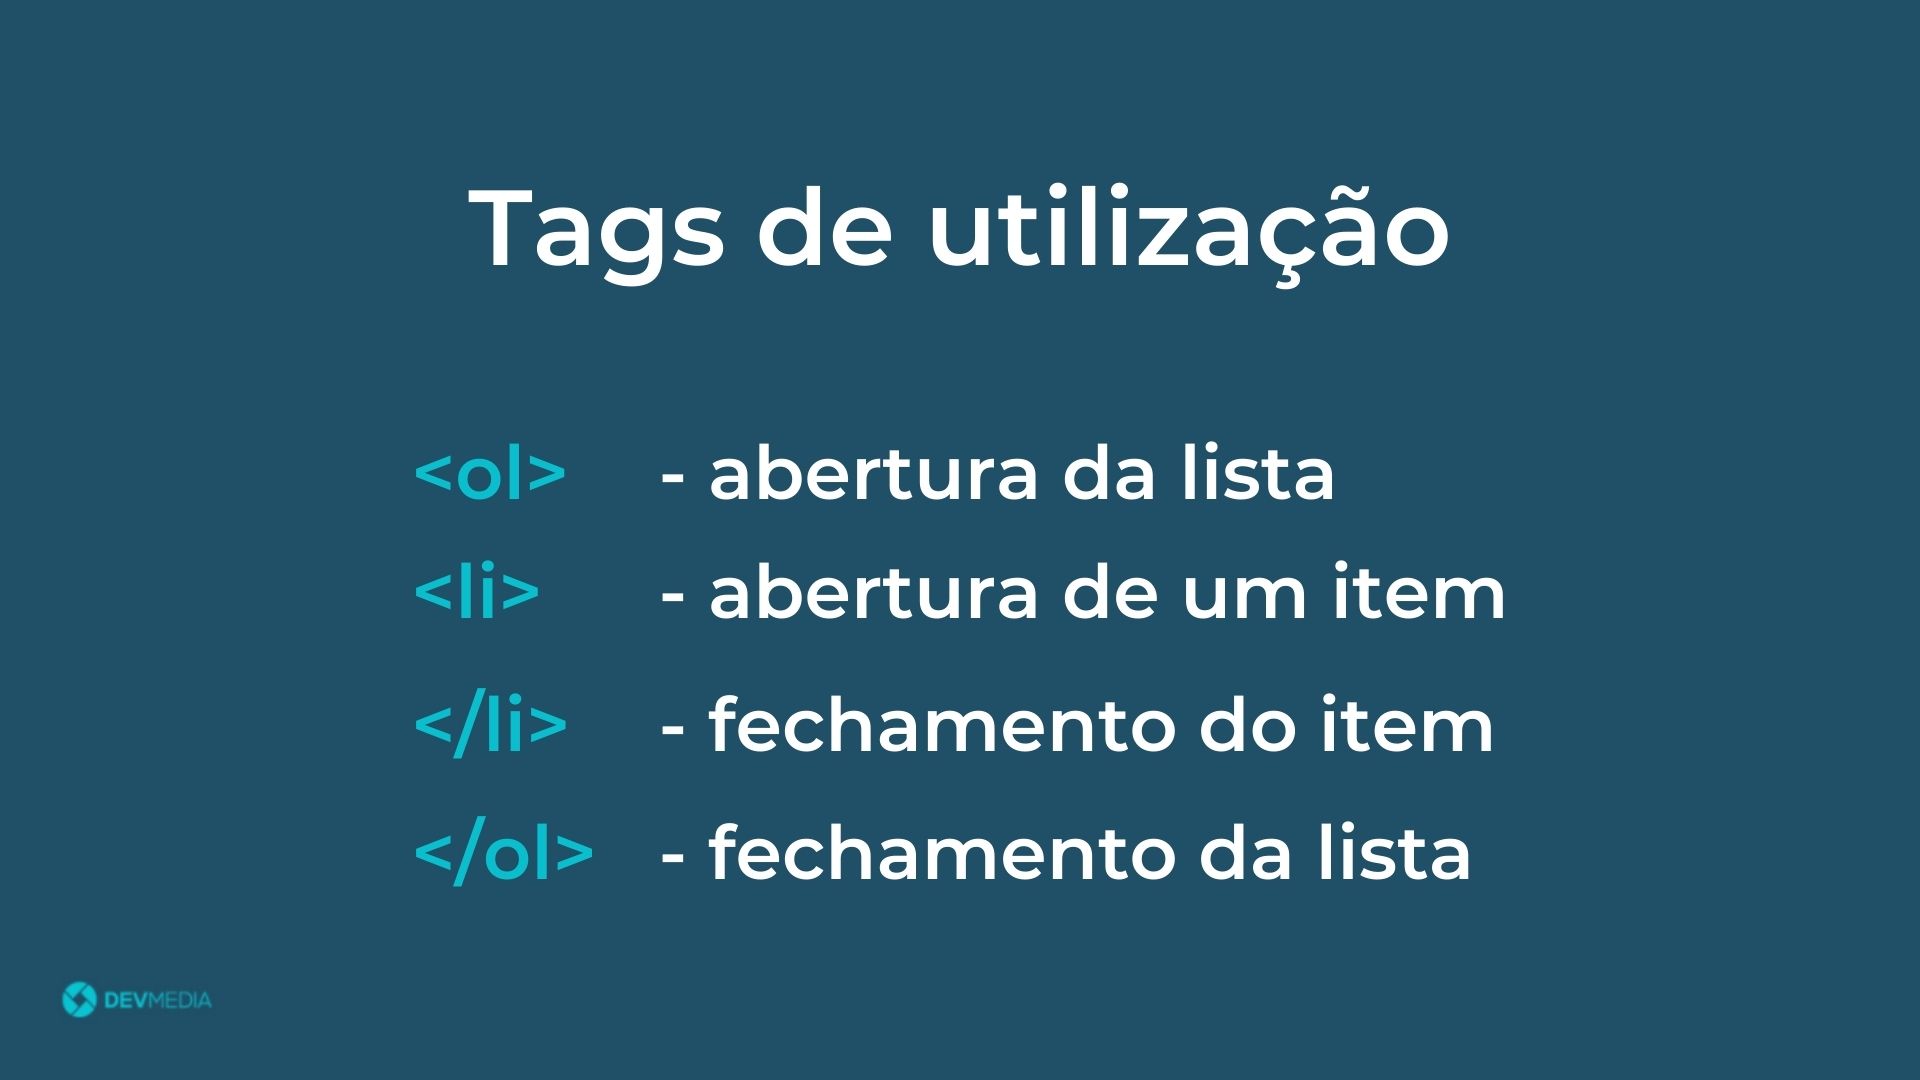 Tags de utilização
<ol> - abertura da lista
<li> - abertura de um item
</li> - fechamento do item
</ol> - fechamento da lista
DEVMEDIA